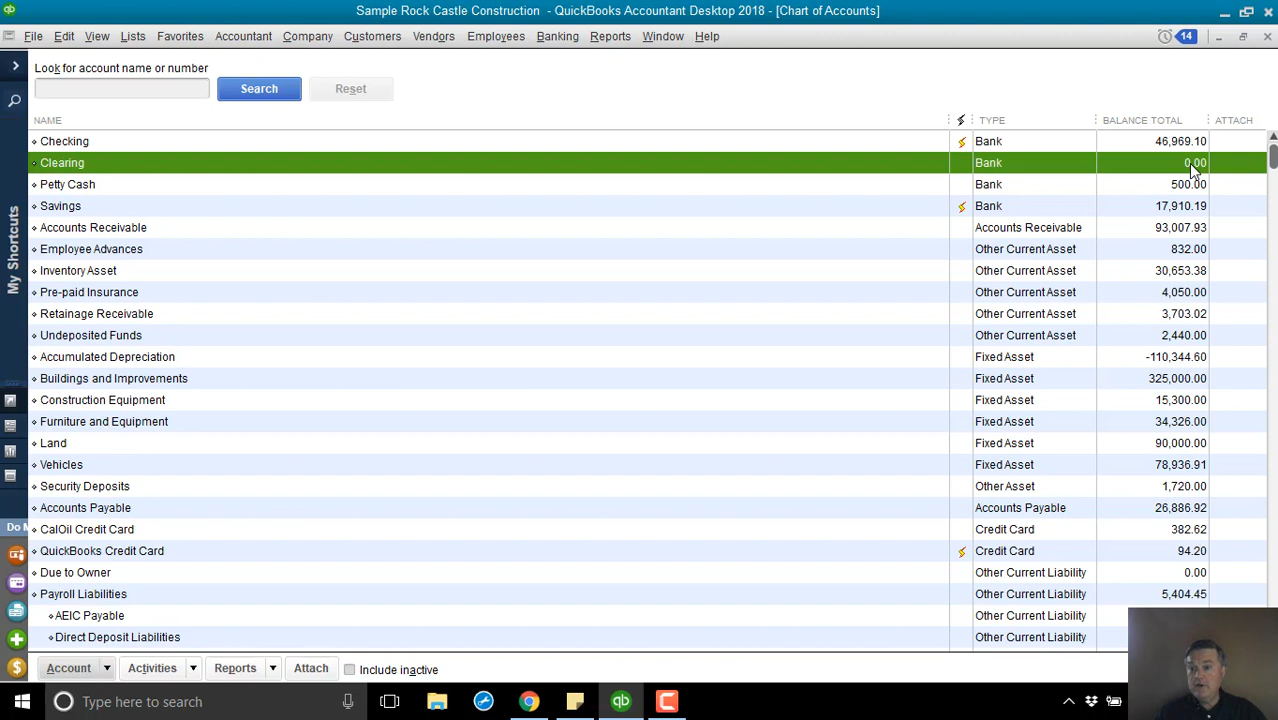 Sample Rock Castle Construction - QuickBooks Accountant Desktop 2018 - [Chart of Accounts]
File Edit View Lists Favorites Accountant Company Customers Vendors Employees Banking Reports Window Help 14
Look for account name or number
Search Reset
My Shortcuts
NAME TYPE BALANCE TOTAL ATTACH
Checking Bank 46,969.10
Clearing Bank 0.00
Petty Cash Bank 500.00
Savings Bank 17,910.19
Accounts Receivable Accounts Receivable 93,007.93
Employee Advances Other Current Asset 832.00
Inventory Asset Other Current Asset 30,653.38
Pre-paid Insurance Other Current Asset 4,050.00
Retainage Receivable Other Current Asset 3,703.02
Undeposited Funds Other Current Asset 2,440.00
Accumulated Depreciation Fixed Asset -110,344.60
Buildings and Improvements Fixed Asset 325,000.00
Construction Equipment Fixed Asset 15,300.00
Furniture and Equipment Fixed Asset 34,326.00
Land Fixed Asset 90,000.00
Vehicles Fixed Asset 78,936.91
Security Deposits Other Asset 1,720.00
Accounts Payable Accounts Payable 26,886.92
Do M
CalOil Credit Card Credit Card 382.62
QuickBooks Credit Card Credit Card 94.20
Due to Owner Other Current Liability 0.00
Payroll Liabilities Other Current Liability 5,404.45
AEIC Payable Other Current Liability
Direct Deposit Liabilities Other Current Liability
Account Activities Reports Attach Include inactive
Type here to search